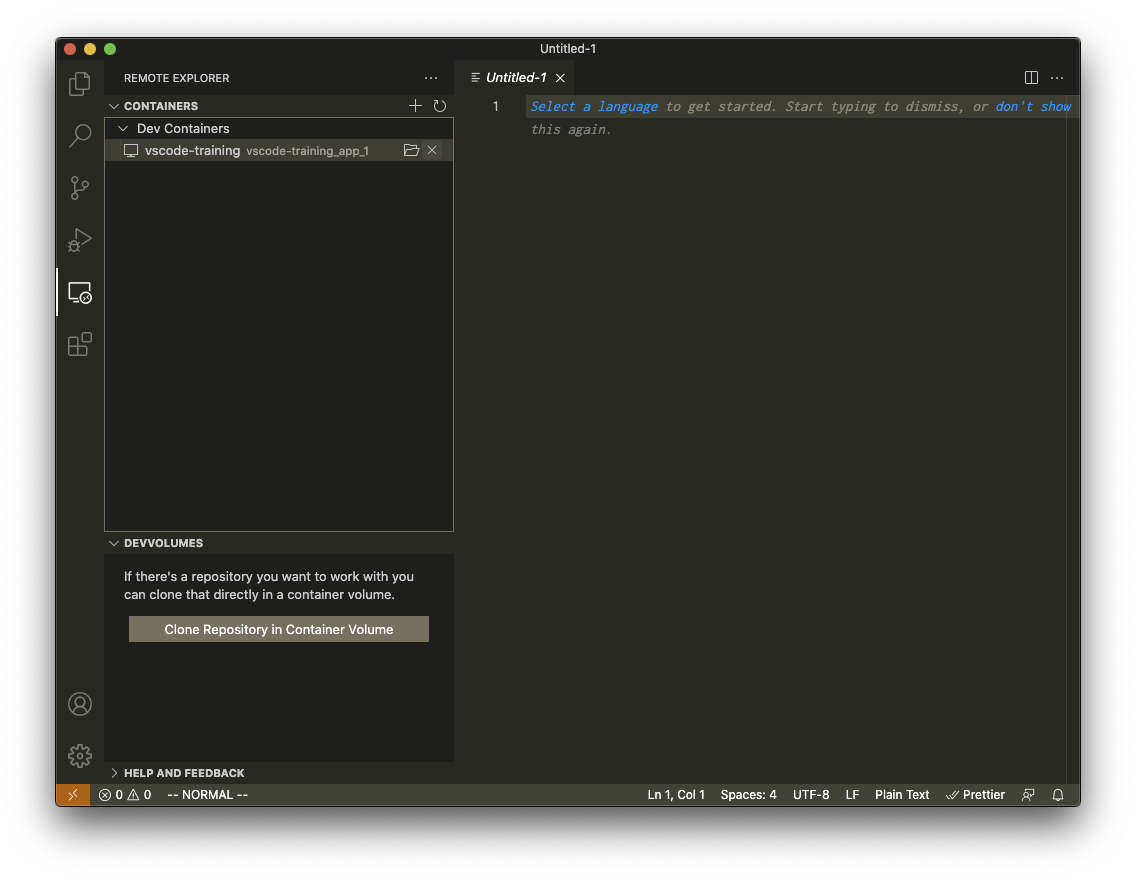 Untitled-1
REMOTE EXPLORER
Untitled-1
CONTAINERS
Dev Containers
vscode-training vscode-training_app_1
1
Select a language to get started. Start typing to dismiss, or don't show
this again.
DEVVOLUMES
If there's a repository you want to work with you
can clone that directly in a container volume.
Clone Repository in Container Volume
HELP AND FEEDBACK
0 0 -- NORMAL -- Ln 1, Col 1 Spaces: 4 UTF-8 LF Plain Text Prettier